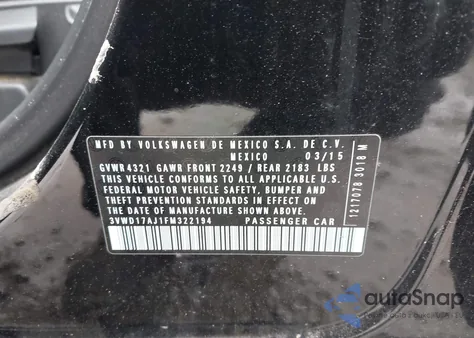 MFD BY VOLKSWAGEN DE MEXICO S.A. DE C.V.
MEXICO 03/15
GVWR 4321 GAWR FRONT 2249 / REAR 2183 LBS
THIS VEHICLE CONFORMS TO ALL APPLICABLE U.S.
FEDERAL MOTOR VEHICLE SAFETY, BUMPER AND
THEFT PREVENTION STANDARDS IN EFFECT ON THE
DATE OF MANUFACTURE SHOWN ABOVE
3VWD17AJ1FM322194 PASSENGER CAR
1217078 3018 M
autoSnap